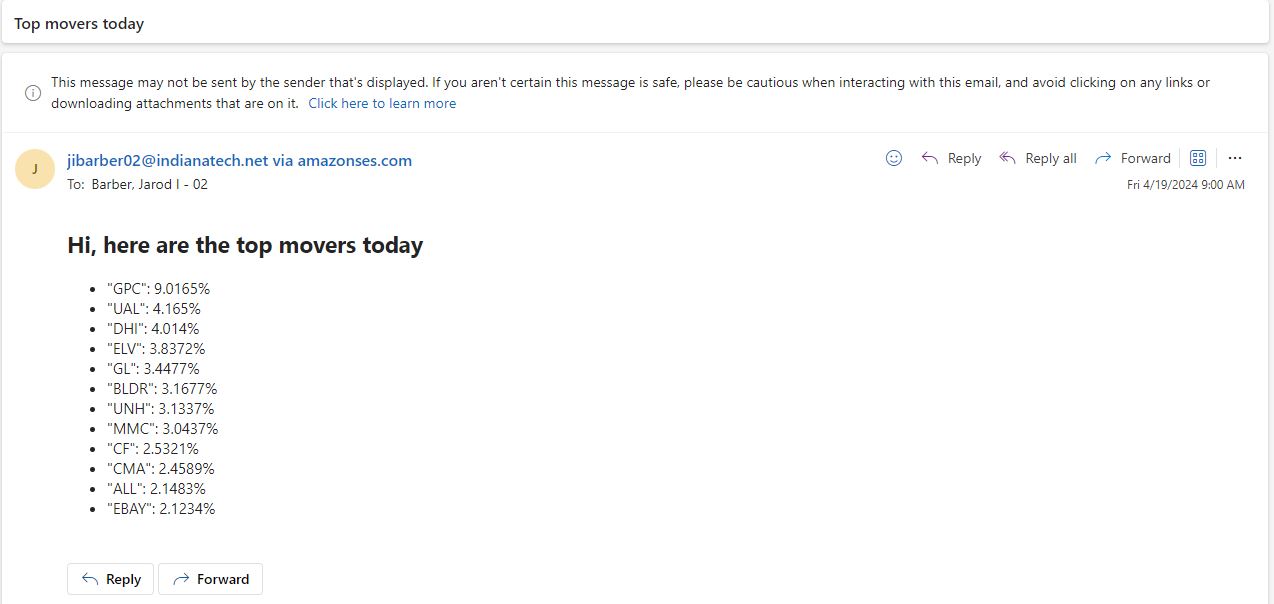 Top movers today
This message may not be sent by the sender that's displayed. If you aren't certain this message is safe, please be cautious when interacting with this email, and avoid clicking on any links or
downloading attachments that are on it. Click here to learn more
J
jibarber02@indianatech.net via amazonses.com
Reply
Reply all
Forward
To: Barber, Jarod I - 02
Fri 4/19/2024 9:00 AM
Hi, here are the top movers today
• "GPC": 9.0165%
• "UAL": 4.165%
• "DHI": 4.014%
• "ELV": 3.8372%
• "GL": 3.4477%
• "BLDR": 3.1677%
• "UNH": 3.1337%
• "MMC": 3.0437%
• "CF": 2.5321%
• "CMA": 2.4589%
• "ALL": 2.1483%
• "EBAY": 2.1234%
Reply
Forward